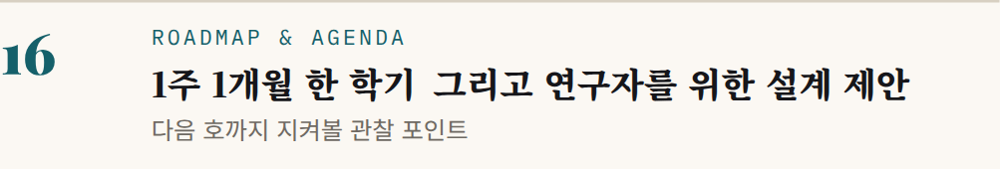 16
ROADMAP & AGENDA
1주 1개월 한 학기 그리고 연구자를 위한 설계 제안
다음 호까지 지켜볼 관찰 포인트